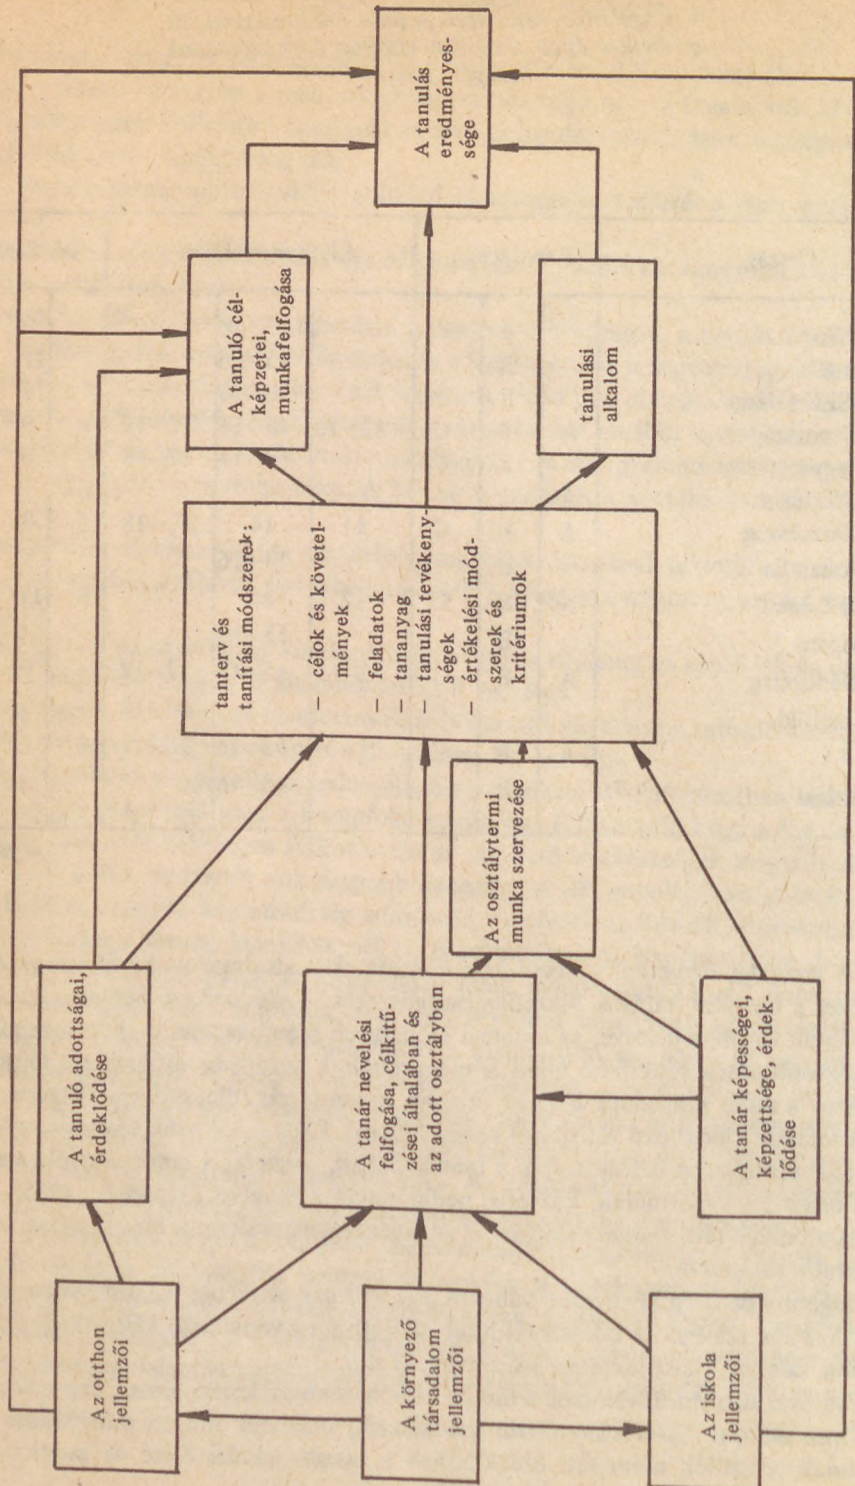 Az otthon
jellemzői
A környező
társadalom
jellemzői
Az iskola
jellemzői
A tanuló adottságai,
érdeklődése
A tanár nevelési
felfogása, célkitű-
zései általában és
az adott osztályban
A tanár képességei,
képzettsége, érdek-
lődése
Az osztálytermi
munka szervezése
tanterv és
tanítási módszerek:
– célok és követel-
mények
– feladatok
– tananyag
– tanulási tevékeny-
ségek
– értékelési mód-
szerek és
kritériumok
A tanuló cél-
képzetei,
munkafelfogása
tanulási
alkalom
A tanulás
eredményes-
sége